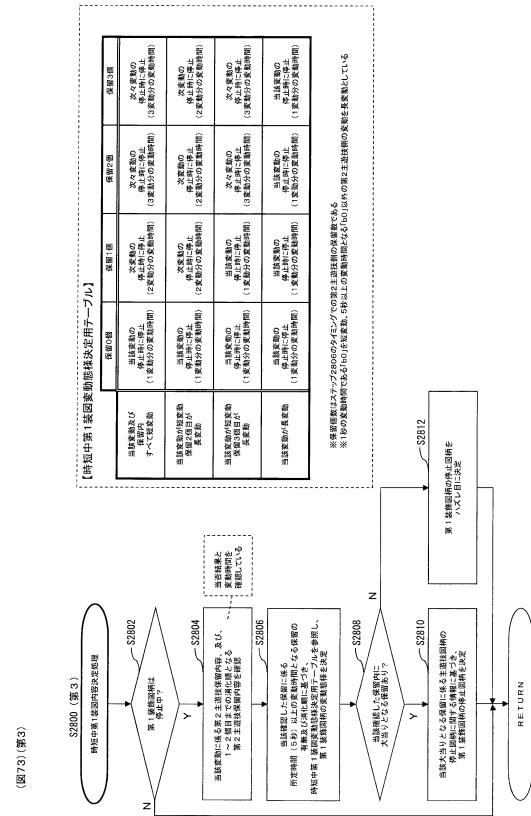 (図73)(第3)
S2800(第3)
時短中第1装図内容決定処理
S2802
第1装飾図柄は
停止中?
N
Y
S2804
当該変動に係る第2主遊技保留内容、及び、
1~2個目までの消化順となる
第2主遊技保留内容を確認
当否結果と
変動時間を
確認している
S2806
当該確認した保留に係る
所定時間(5秒)以上の変動時間となる保留の
有無及び消化順に基づき、
時短中第1装図変動態様決定用テーブルを参照し、
第1装飾図柄の変動態様を決定
S2808
当該確認した保留内に
大当りとなる保留あり?
N
Y
S2810
当該大当りとなる保留に係る主遊技図柄の
停止図柄に関する情報に基づき、
第1装飾図柄の停止図柄を決定
S2812
第1装飾図柄の停止図柄を
ハズレ目に決定
RETURN
【時短中第1装図変動態様決定用テーブル】
保留0個 保留1個 保留2個 保留3個
当該変動及び
保留内
すべて短変動
当該変動の
停止時に停止
(1変動分の変動時間)
次変動の
停止時に停止
(2変動分の変動時間)
次々変動の
停止時に停止
(3変動分の変動時間)
次々変動の
停止時に停止
(3変動分の変動時間)
当該変動が短変動
保留2個目が
長変動
当該変動の
停止時に停止
(1変動分の変動時間)
次変動の
停止時に停止
(2変動分の変動時間)
次変動の
停止時に停止
(2変動分の変動時間)
次変動の
停止時に停止
(2変動分の変動時間)
当該変動が短変動
保留3個目が
長変動
当該変動の
停止時に停止
(1変動分の変動時間)
当該変動の
停止時に停止
(1変動分の変動時間)
次々変動の
停止時に停止
(3変動分の変動時間)
次々変動の
停止時に停止
(3変動分の変動時間)
当該変動が長変動
当該変動の
停止時に停止
(1変動分の変動時間)
当該変動の
停止時に停止
(1変動分の変動時間)
当該変動の
停止時に停止
(1変動分の変動時間)
当該変動の
停止時に停止
(1変動分の変動時間)
※保留個数はステップ2806のタイミングでの第2主遊技側の保留数である
※1秒の変動時間である「b0」を短変動、5秒以上の変動時間となる「b0」以外の第2主遊技側の変動を長変動としている